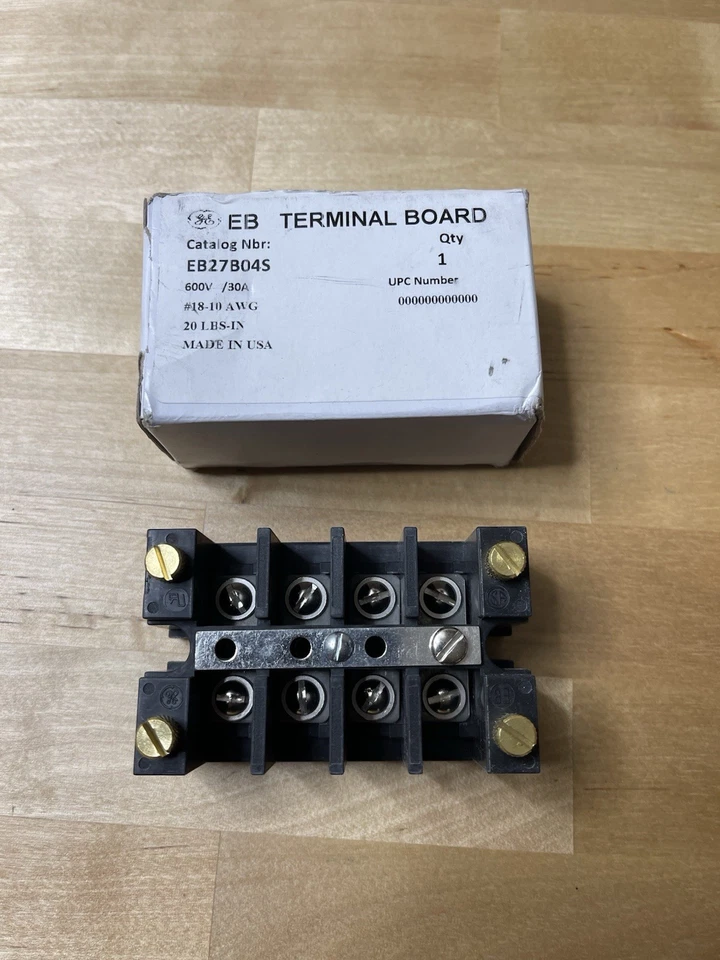 GE EB TERMINAL BOARD
Catalog Nbr: Qty
EB27B04S 1
600V /30A UPC Number
#18-10 AWG 000000000000
20 LBS-IN
MADE IN USA